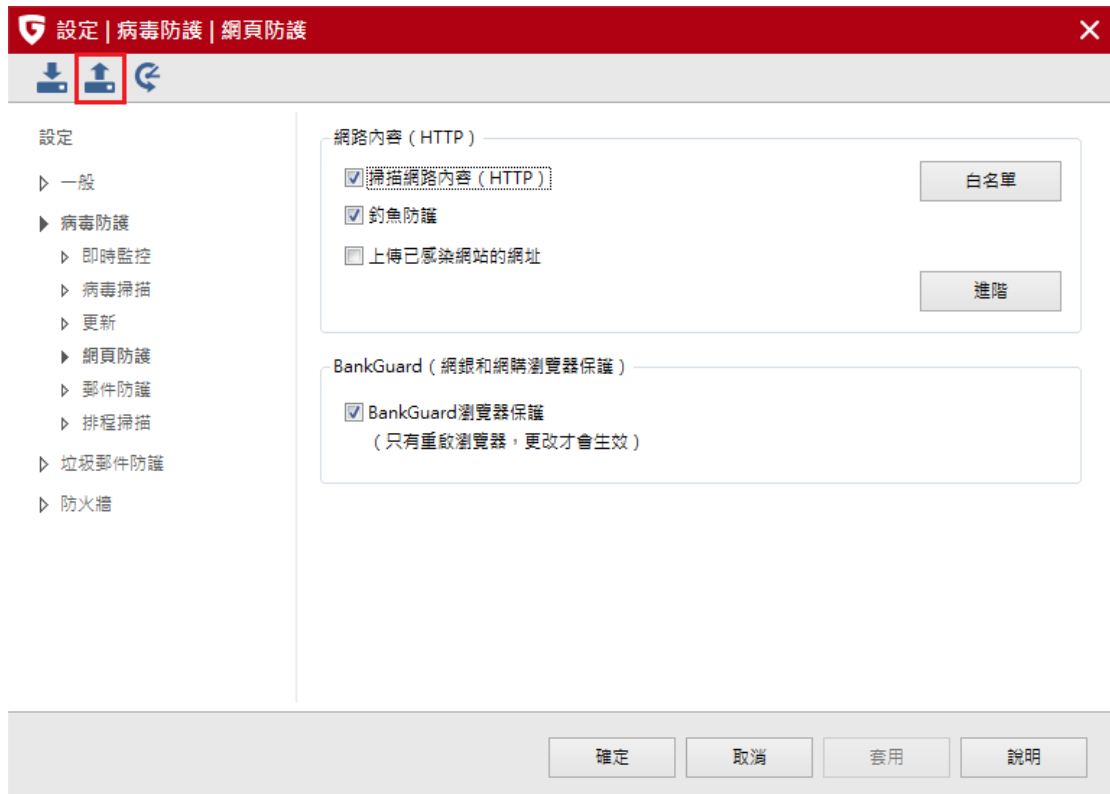 設定 | 病毒防護 | 網頁防護
設定
一般
病毒防護
即時監控
病毒掃描
更新
網頁防護
郵件防護
排程掃描
垃圾郵件防護
防火牆
網路內容（HTTP）
掃描網路內容（HTTP）
白名單
釣魚防護
上傳已感染網站的網址
進階
BankGuard（網銀和網購瀏覽器保護）
BankGuard瀏覽器保護
（只有重啟瀏覽器，更改才會生效）
確定
取消
套用
說明